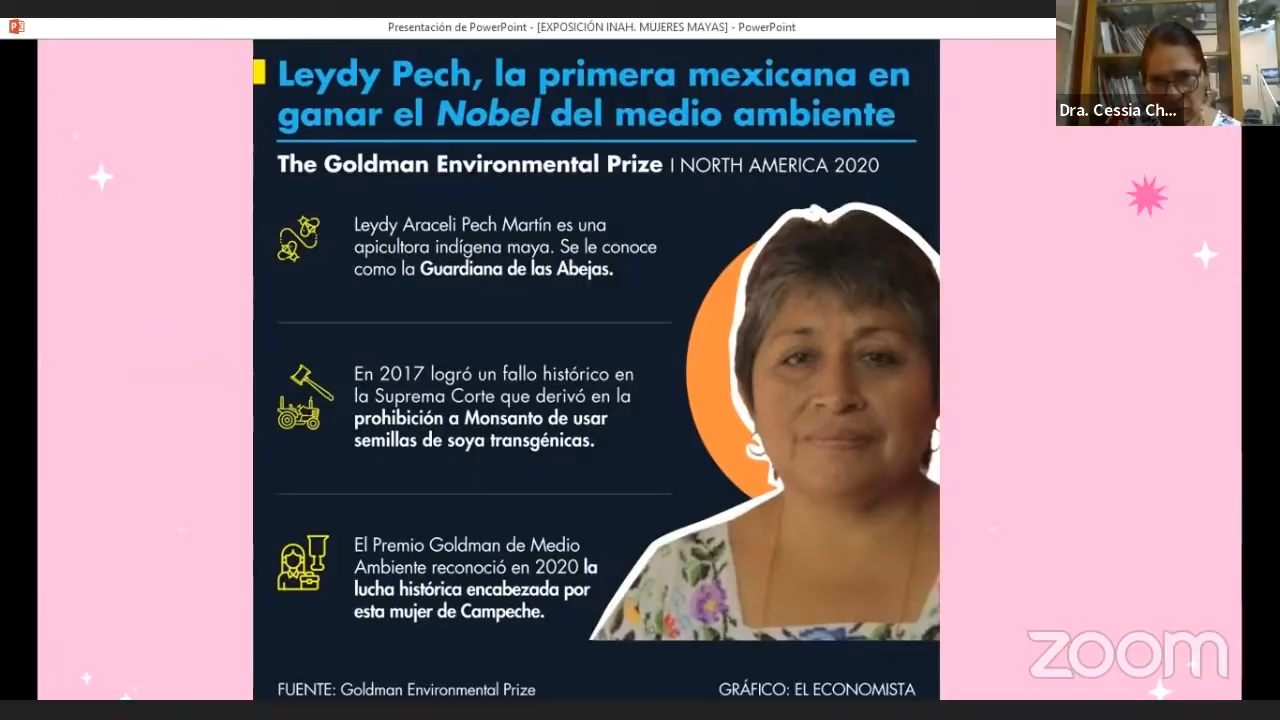 Presentación de PowerPoint - [EXPOSICIÓN INAH. MUJERES MAYAS] - PowerPoint
Dra. Cessia Ch...
Leydy Pech, la primera mexicana en
ganar el Nobel del medio ambiente
The Goldman Environmental Prize | NORTH AMERICA 2020
Leydy Araceli Pech Martín es una
apicultora indígena maya. Se le conoce
como la Guardiana de las Abejas.
En 2017 logró un fallo histórico en
la Suprema Corte que derivó en la
prohibición a Monsanto de usar
semillas de soya transgénicas.
El Premio Goldman de Medio
Ambiente reconoció en 2020 la
lucha histórica encabezada por
esta mujer de Campeche.
FUENTE: Goldman Environmental Prize
GRÁFICO: EL ECONOMISTA
zoom